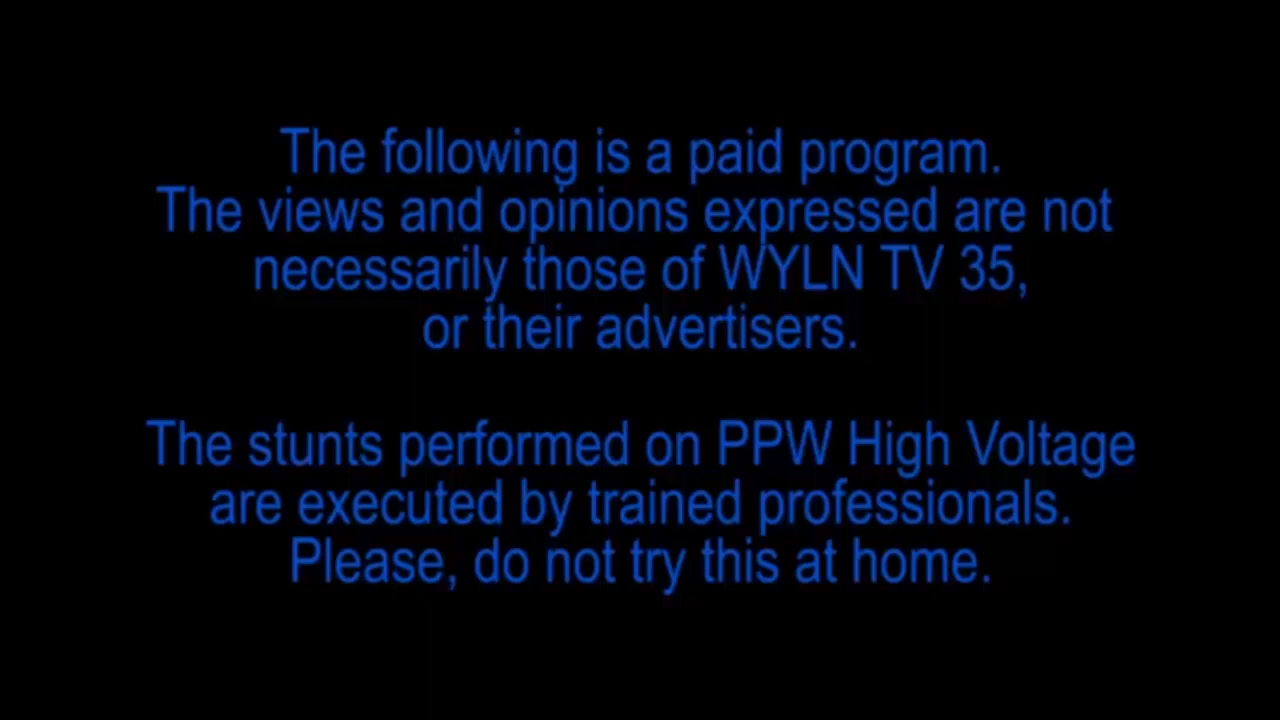 The following is a paid program.
The views and opinions expressed are not
necessarily those of WYLN TV 35,
or their advertisers.
The stunts performed on PPW High Voltage
are executed by trained professionals.
Please, do not try this at home.